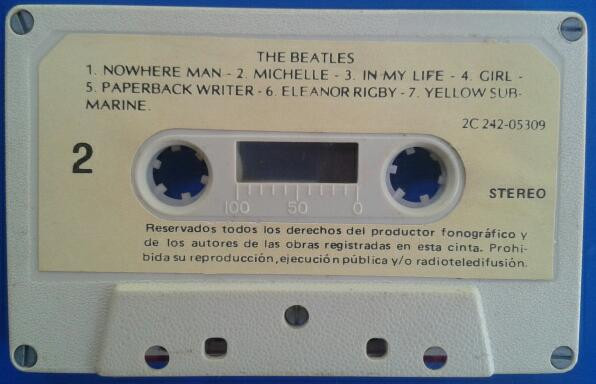 THE BEATLES
1. NOWHERE MAN - 2. MICHELLE - 3. IN MY LIFE - 4. GIRL -
5. PAPERBACK WRITER - 6. ELEANOR RIGBY - 7. YELLOW SUB-
MARINE.
2C 242-05309
2
STEREO
100 50 0
Reservados todos los derechos del productor fonográfico y
de los autores de las obras registradas en esta cinta. Prohi-
bida su reproducción, ejecución pública y/o radioteledifusión.